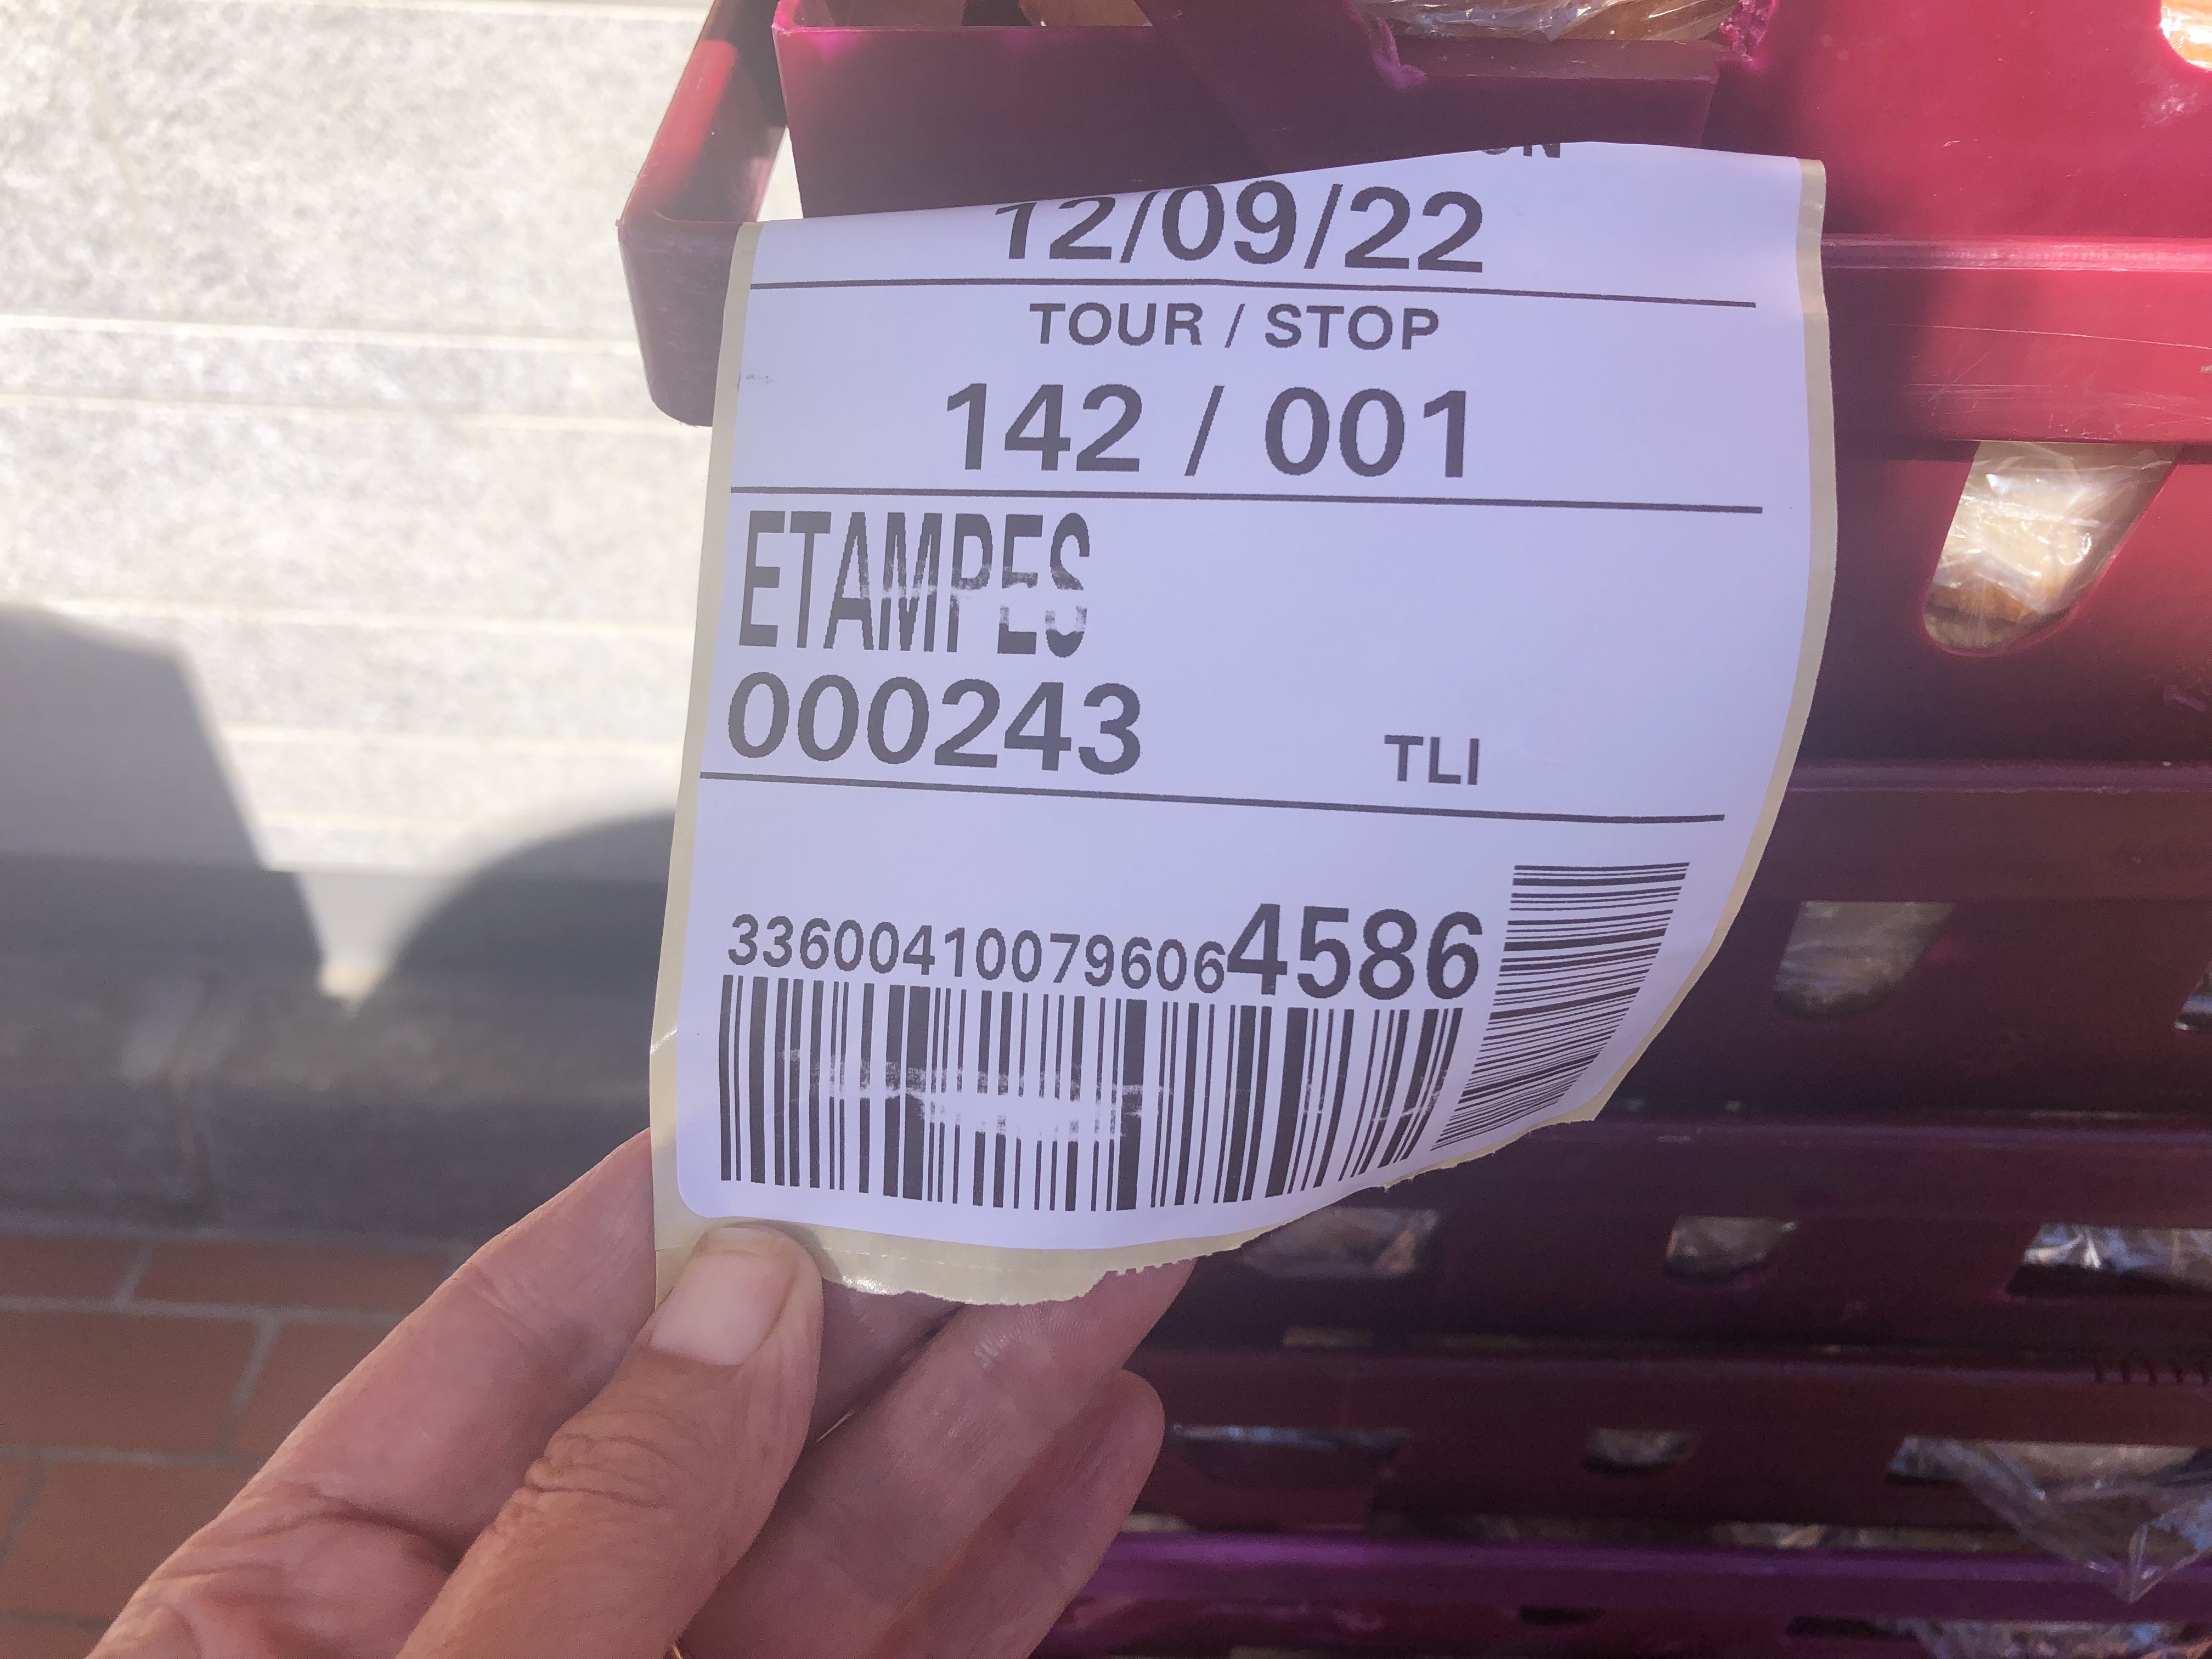 12/09/22
TOUR / STOP
142 / 001
ETAMPES
000243
TLI
336004100796064586